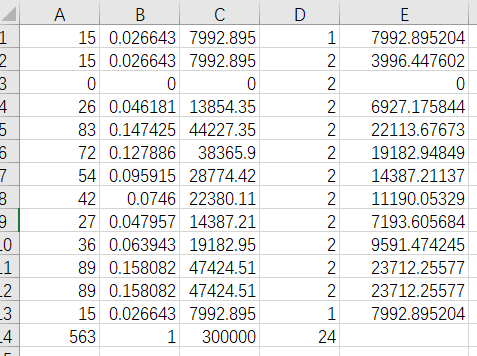 A B C D E
1 15 0.026643 7992.895 1 7992.895204
2 15 0.026643 7992.895 2 3996.447602
3 0 0 0 2 0
4 26 0.046181 13854.35 2 6927.175844
5 83 0.147425 44227.35 2 22113.67673
6 72 0.127886 38365.9 2 19182.94849
7 54 0.095915 28774.42 2 14387.21137
8 42 0.0746 22380.11 2 11190.05329
9 27 0.047957 14387.21 2 7193.605684
10 36 0.063943 19182.95 2 9591.474245
11 89 0.158082 47424.51 2 23712.25577
12 89 0.158082 47424.51 2 23712.25577
13 15 0.026643 7992.895 1 7992.895204
14 563 1 300000 24